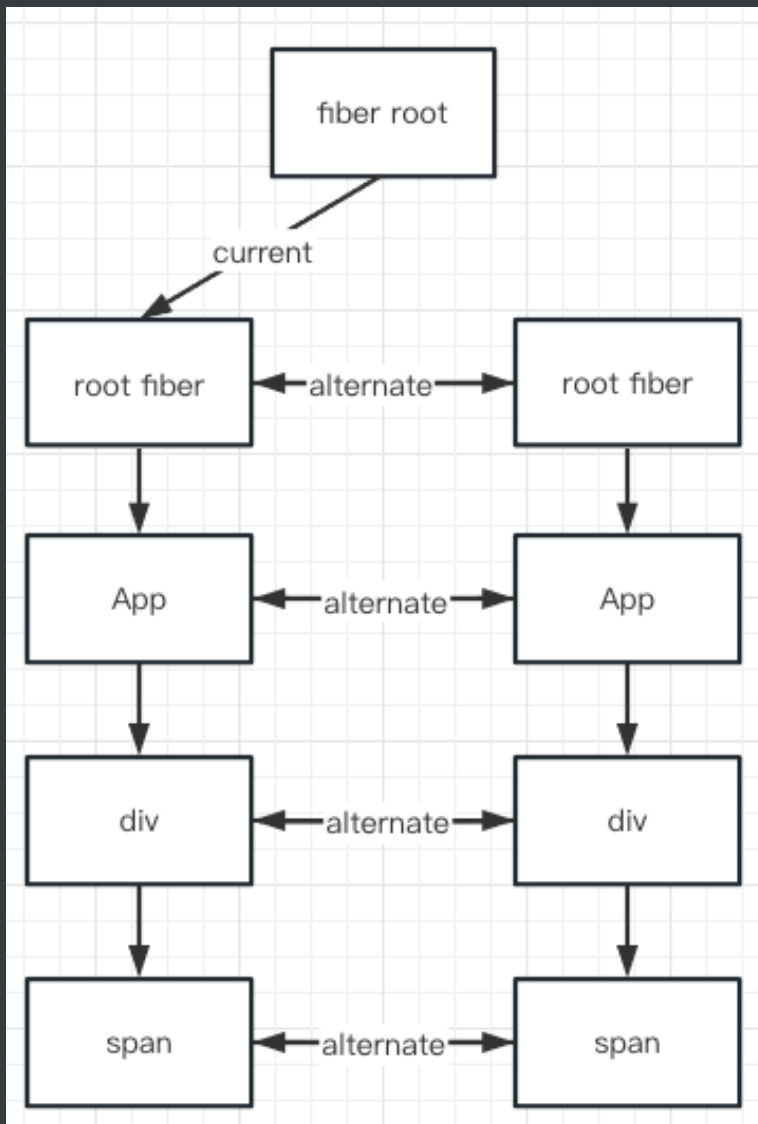 fiber root
current
root fiber
alternate
root fiber
App
alternate
App
div
alternate
div
span
alternate
span